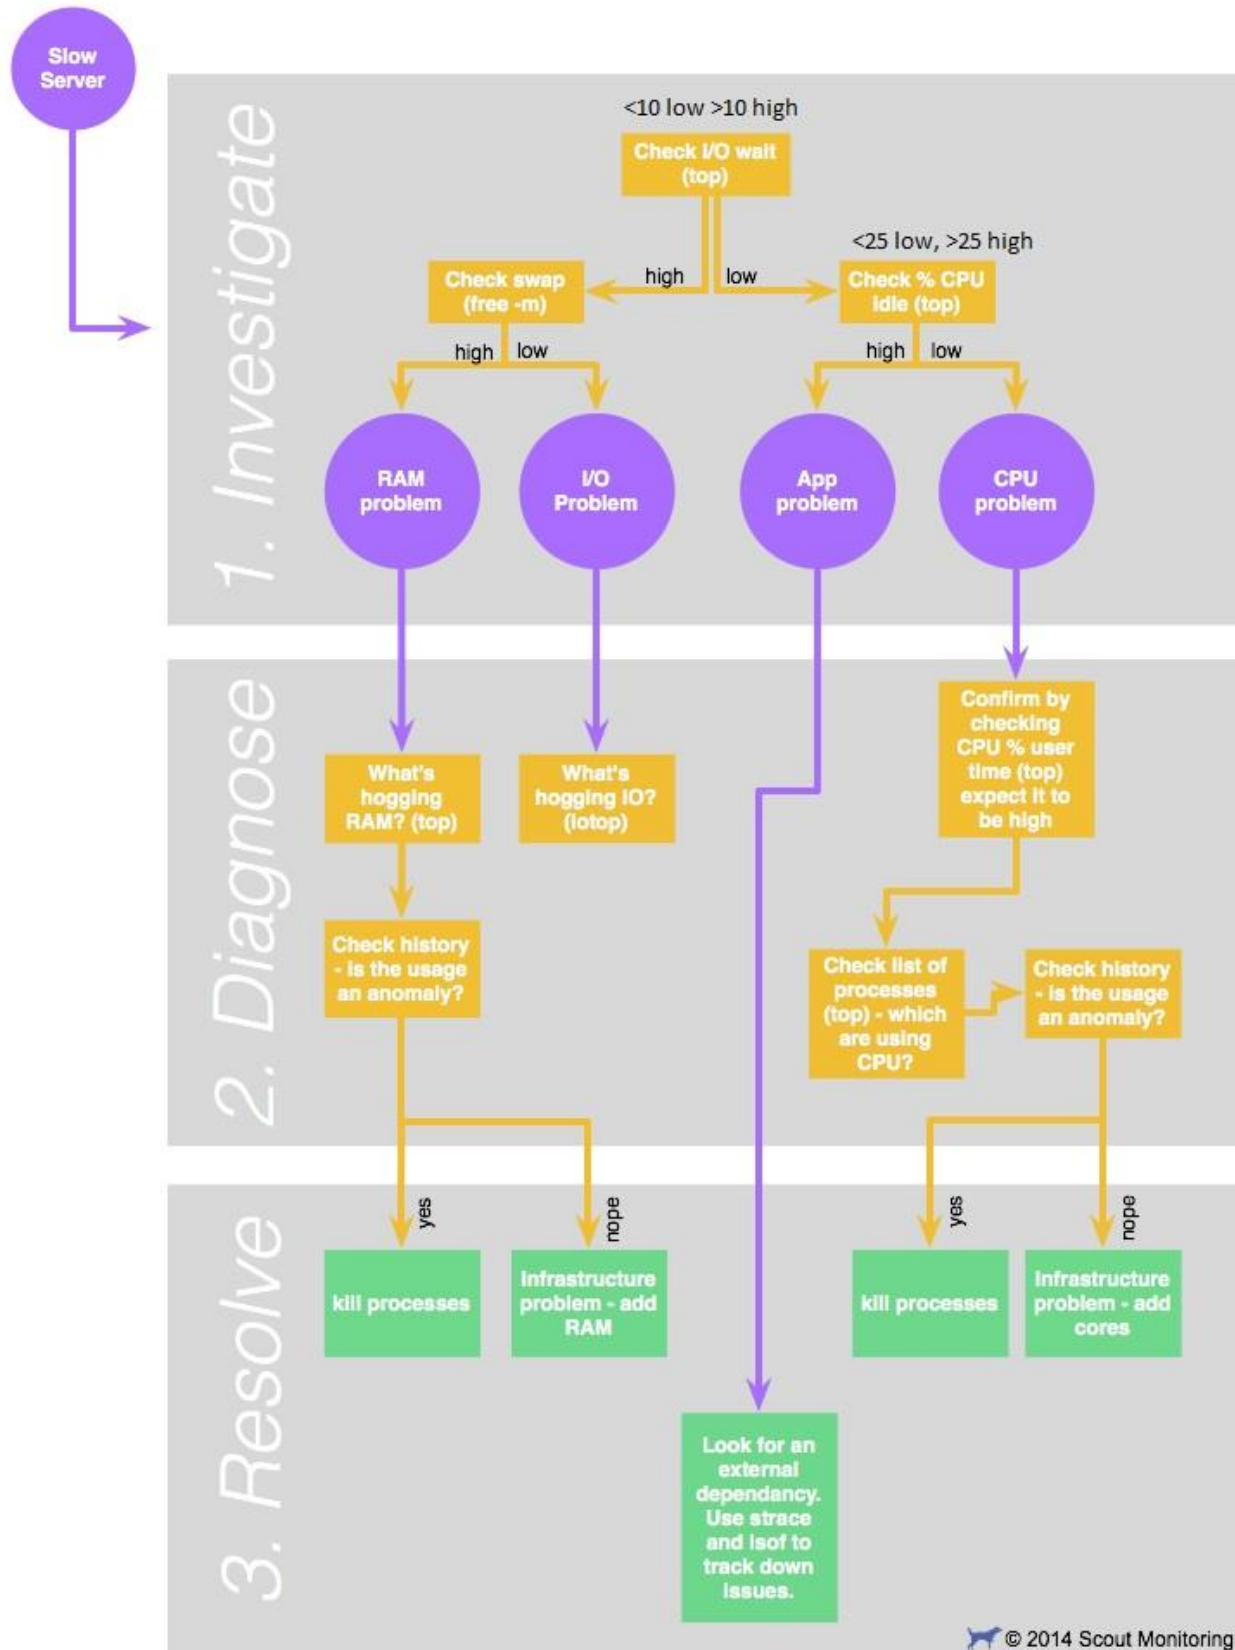 Slow
Server
1. Investigate
<10 low >10 high
Check I/O wait
(top)
<25 low, >25 high
high
low
Check swap
(free -m)
Check % CPU
idle (top)
high
low
high
low
RAM
problem
I/O
Problem
App
problem
CPU
problem
2. Diagnose
Confirm by
checking
CPU % user
time (top)
expect it to
be high
What's
hogging
RAM? (top)
What's
hogging IO?
(iotop)
Check history
- is the usage
an anomaly?
Check list of
processes
(top) - which
are using
CPU?
Check history
- is the usage
an anomaly?
3. Resolve
yes
nope
yes
nope
kill processes
Infrastructure
problem - add
RAM
kill processes
Infrastructure
problem - add
cores
Look for an
external
dependancy.
Use strace
and lsof to
track down
issues.
© 2014 Scout Monitoring